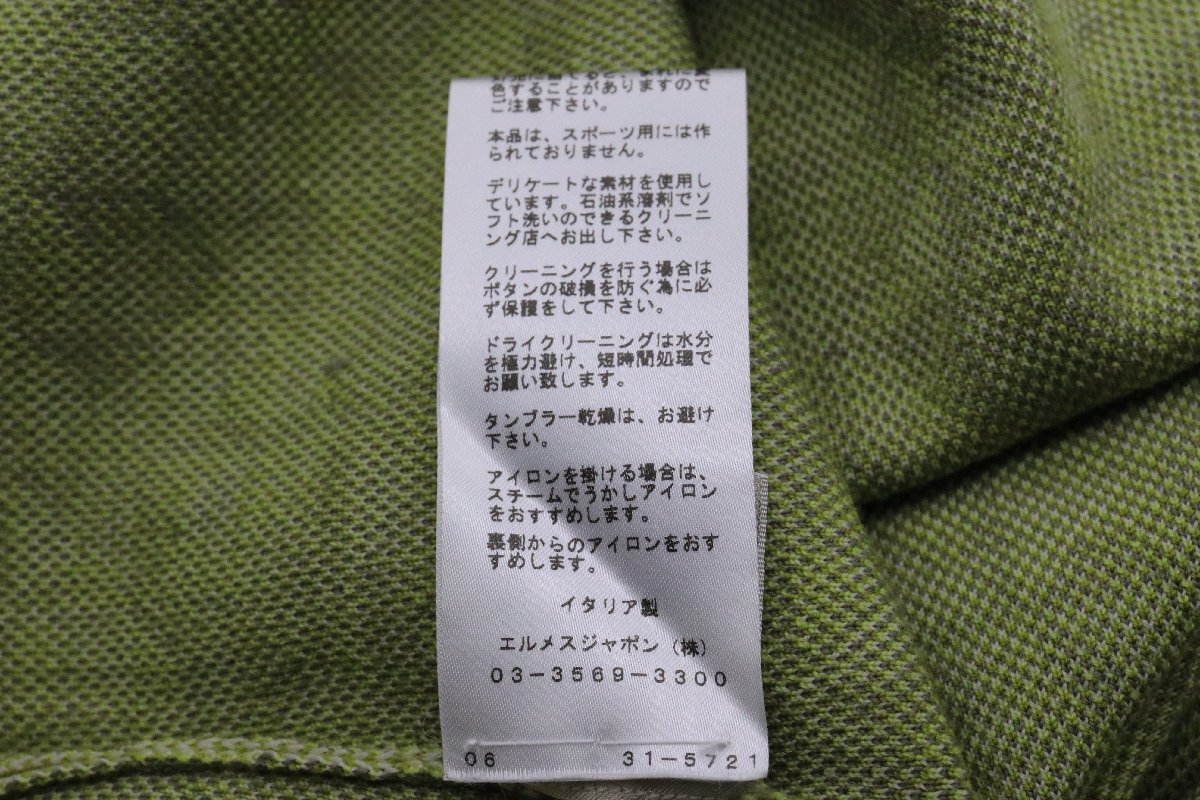 色することがありますので
ご注意下さい。
本品は、スポーツ用には作
られておりません。
デリケートな素材を使用し
ています。石油系溶剤でソ
フト洗いのできるクリーニ
ング店へお出し下さい。
クリーニングを行う場合は
ボタンの破損を防ぐ為に必
ず保護をして下さい。
ドライクリーニングは水分
を極力避け、短時間処理で
お願い致します。
タンブラー乾燥は、お避け
下さい。
アイロンを掛ける場合は、
スチームでうかしアイロン
をおすすめします。
裏側からのアイロンをおす
すめします。
イタリア製
エルメスジャポン(株)
03-3569-3300
06 31-5721